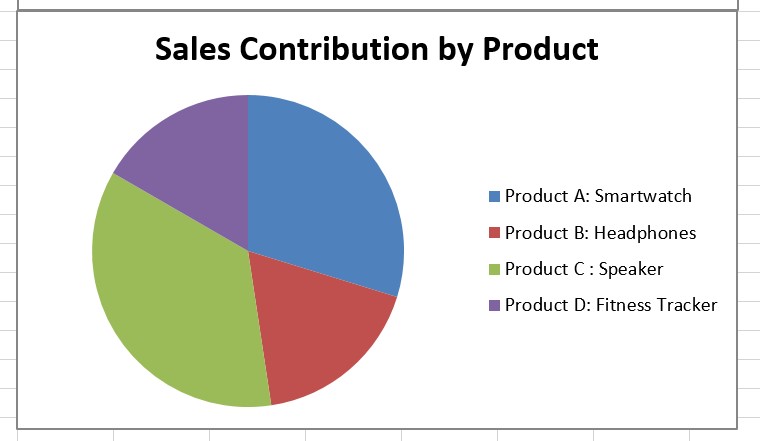 Sales Contribution by Product
Product A: Smartwatch
Product B: Headphones
Product C : Speaker
Product D: Fitness Tracker